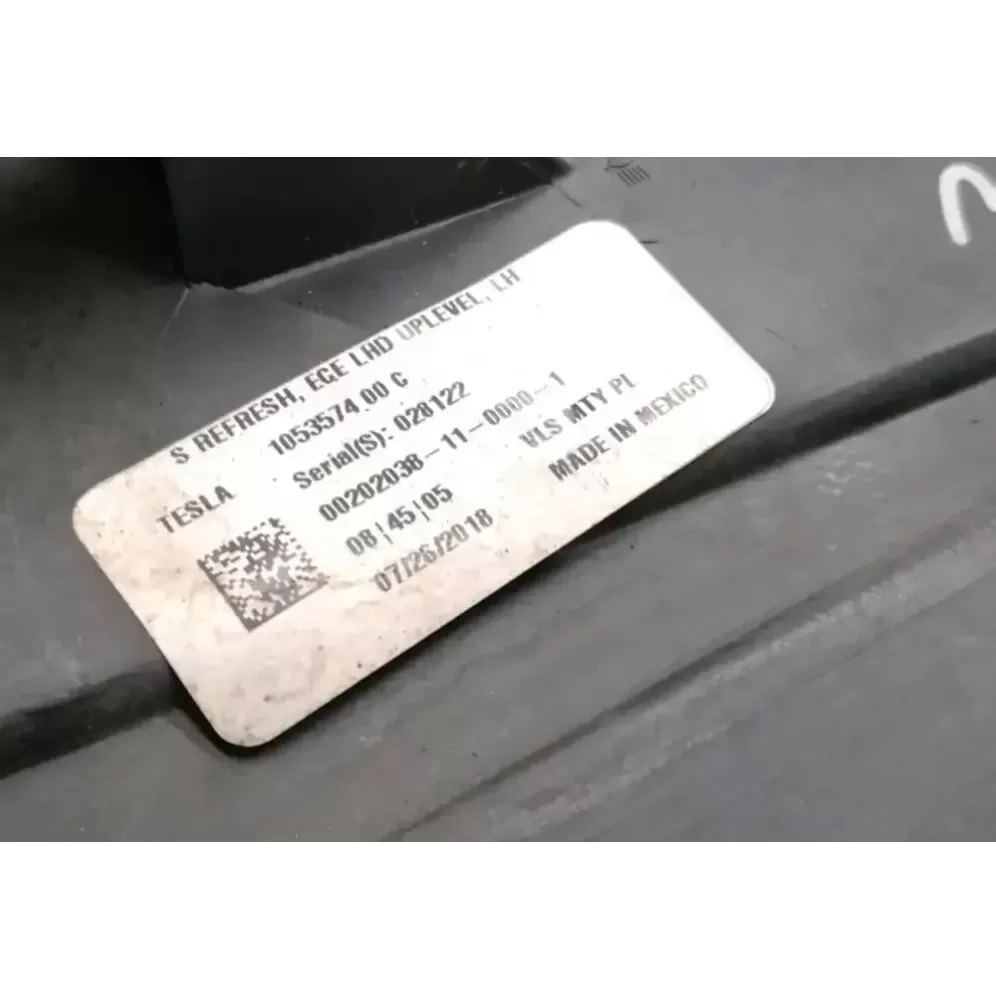 S REFRESH, ECE LHD UPLEVEL, LH
1053574.00 C
TESLA
Serial(S): 028122
00202038-11-0000-1
08|45|05
VLS MTY PL
07/26/2018
MADE IN MEXICO